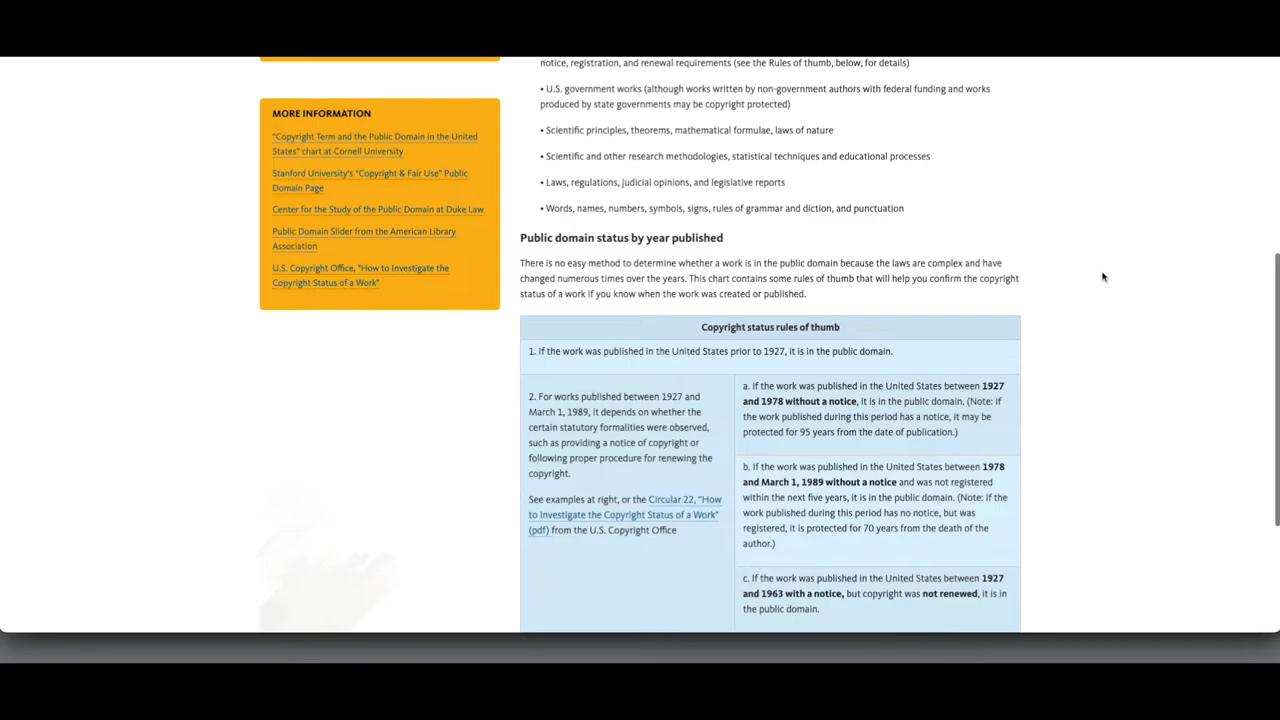 MORE INFORMATION
"Copyright Term and the Public Domain in the United
States" chart at Cornell University
Stanford University's "Copyright & Fair Use" Public
Domain Page
Center for the Study of the Public Domain at Duke Law
Public Domain Slider from the American Library
Association
U.S. Copyright Office, "How to Investigate the
Copyright Status of a Work"
notice, registration, and renewal requirements (see the Rules of thumb, below, for details)
• U.S. government works (although works written by non-government authors with federal funding and works
produced by state governments may be copyright protected)
• Scientific principles, theorems, mathematical formulae, laws of nature
• Scientific and other research methodologies, statistical techniques and educational processes
• Laws, regulations, judicial opinions, and legislative reports
• Words, names, numbers, symbols, signs, rules of grammar and diction, and punctuation
Public domain status by year published
There is no easy method to determine whether a work is in the public domain because the laws are complex and have
changed numerous times over the years. This chart contains some rules of thumb that will help you confirm the copyright
status of a work if you know when the work was created or published.
Copyright status rules of thumb
1. If the work was published in the United States prior to 1927, it is in the public domain.
2. For works published between 1927 and
March 1, 1989, it depends on whether the
certain statutory formalities were observed,
such as providing a notice of copyright or
following proper procedure for renewing the
copyright.
See examples at right, or the Circular 22, "How
to Investigate the Copyright Status of a Work"
(pdf) from the U.S. Copyright Office
a. If the work was published in the United States between 1927
and 1978 without a notice, it is in the public domain. (Note: If
the work published during this period has a notice, it may be
protected for 95 years from the date of publication.)
b. If the work was published in the United States between 1978
and March 1, 1989 without a notice and was not registered
within the next five years, it is in the public domain. (Note: If the
work published during this period has no notice, but was
registered, it is protected for 70 years from the death of the
author.)
c. If the work was published in the United States between 1927
and 1963 with a notice, but copyright was not renewed, it is in
the public domain.